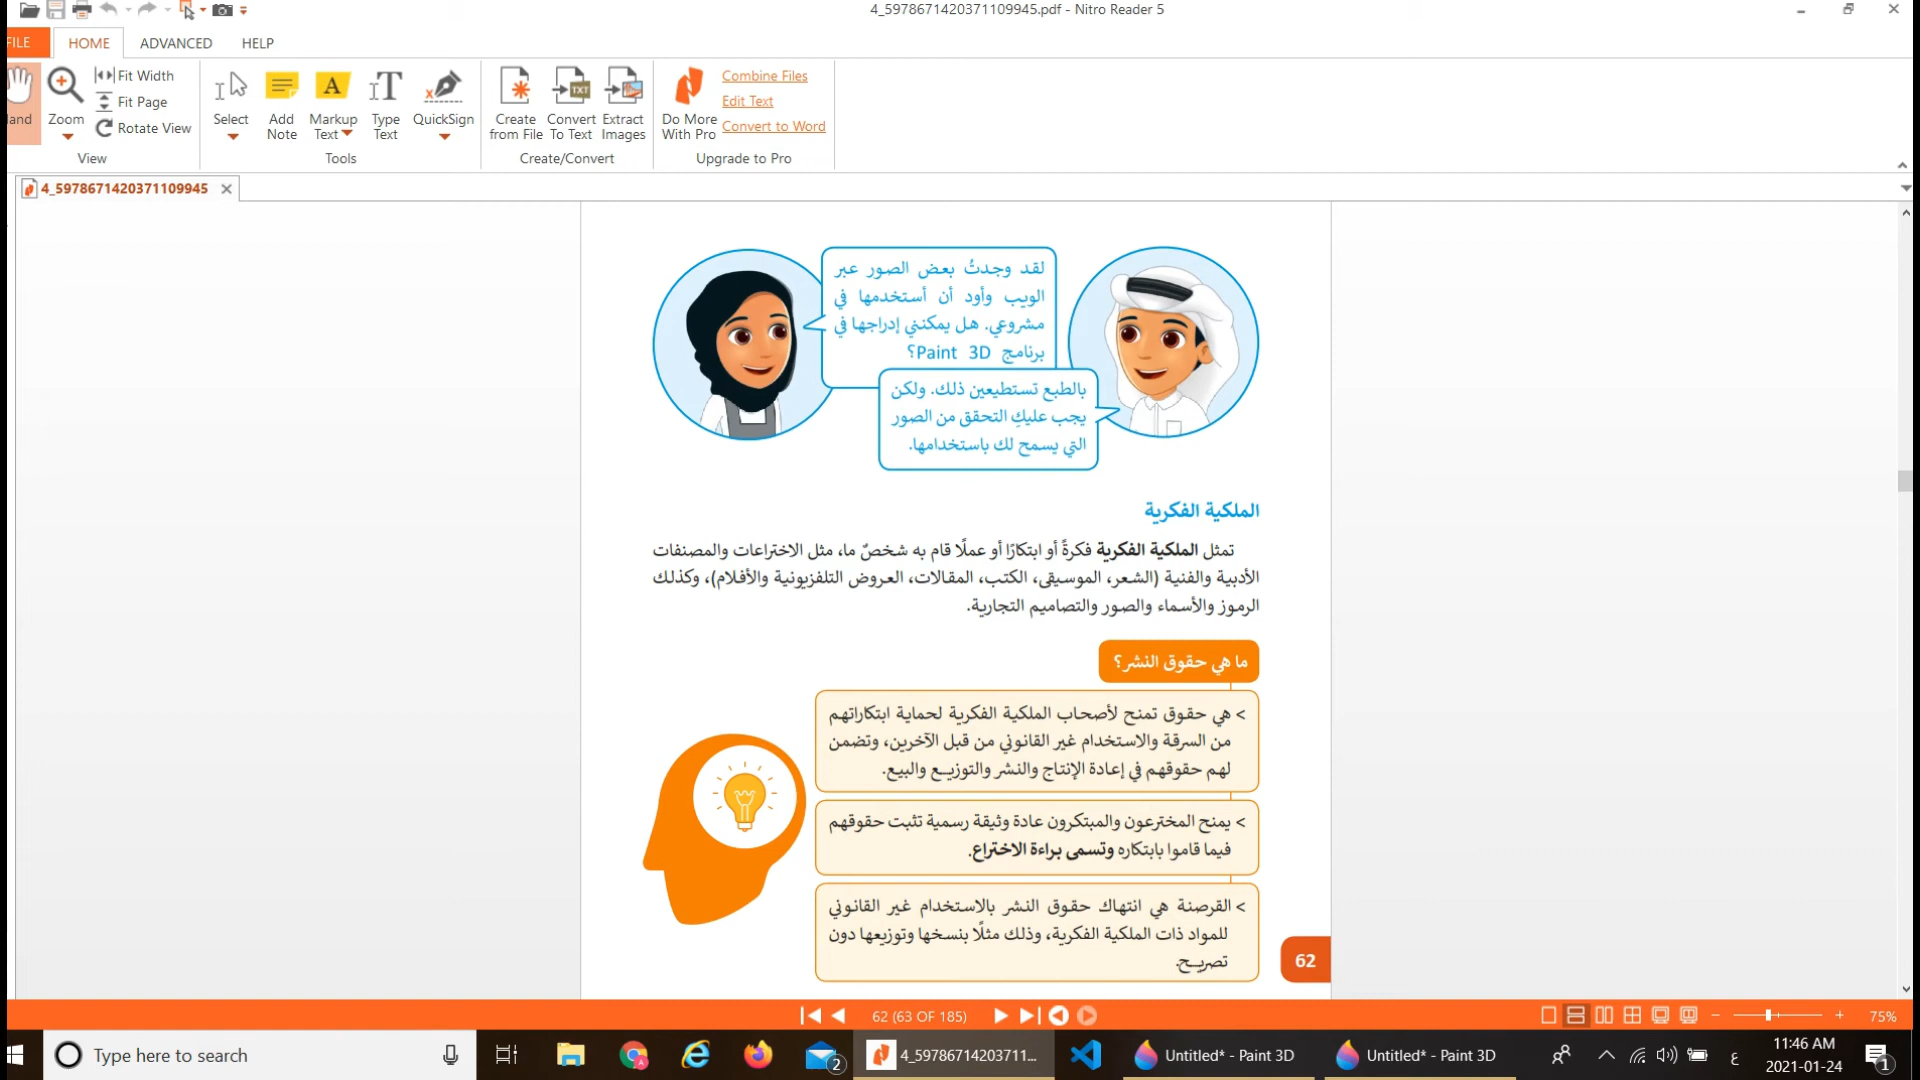 4_5978671420371109945.pdf - Nitro Reader 5
FILE HOME ADVANCED HELP
Hand
Zoom
Fit Width
Fit Page
Rotate View
View
Select
Add Note
Markup Text
Type Text
QuickSign
Tools
Create from File
Convert To Text
Extract Images
Create/Convert
Do More With Pro
Combine Files
Edit Text
Convert to Word
Upgrade to Pro
4_5978671420371109945
لقد وجدتُ بعض الصور عبر
الويب وأود أن أستخدمها في
مشروعي. هل يمكنني إدراجها في
برنامج Paint 3D؟
بالطبع تستطيعين ذلك. ولكن
يجب عليكِ التحقق من الصور
التي يسمح لك باستخدامها.
الملكية الفكرية
تمثل الملكية الفكرية فكرةً أو ابتكارًا أو عملًا قام به شخصٌ ما، مثل الاختراعات والمصنفات
الأدبية والفنية (الشعر، الموسيقى، الكتب، المقالات، العروض التلفزيونية والأفلام)، وكذلك
الرموز والأسماء والصور والتصاميم التجارية.
ما هي حقوق النشر؟
> هي حقوق تمنح لأصحاب الملكية الفكرية لحماية ابتكاراتهم
من السرقة والاستخدام غير القانوني من قبل الآخرين، وتضمن
لهم حقوقهم في إعادة الإنتاج والنشر والتوزيع والبيع.
> يمنح المخترعون والمبتكرون عادة وثيقة رسمية تثبت حقوقهم
فيما قاموا بابتكاره وتسمى براءة الاختراع.
> القرصنة هي انتهاك حقوق النشر بالاستخدام غير القانوني
للمواد ذات الملكية الفكرية، وذلك مثلًا بنسخها وتوزيعها دون
تصريح.
62
62 (63 OF 185)
75%
Type here to search
2
4_59786714203711...
Untitled* - Paint 3D
Untitled* - Paint 3D
ع
11:46 AM
2021-01-24
1